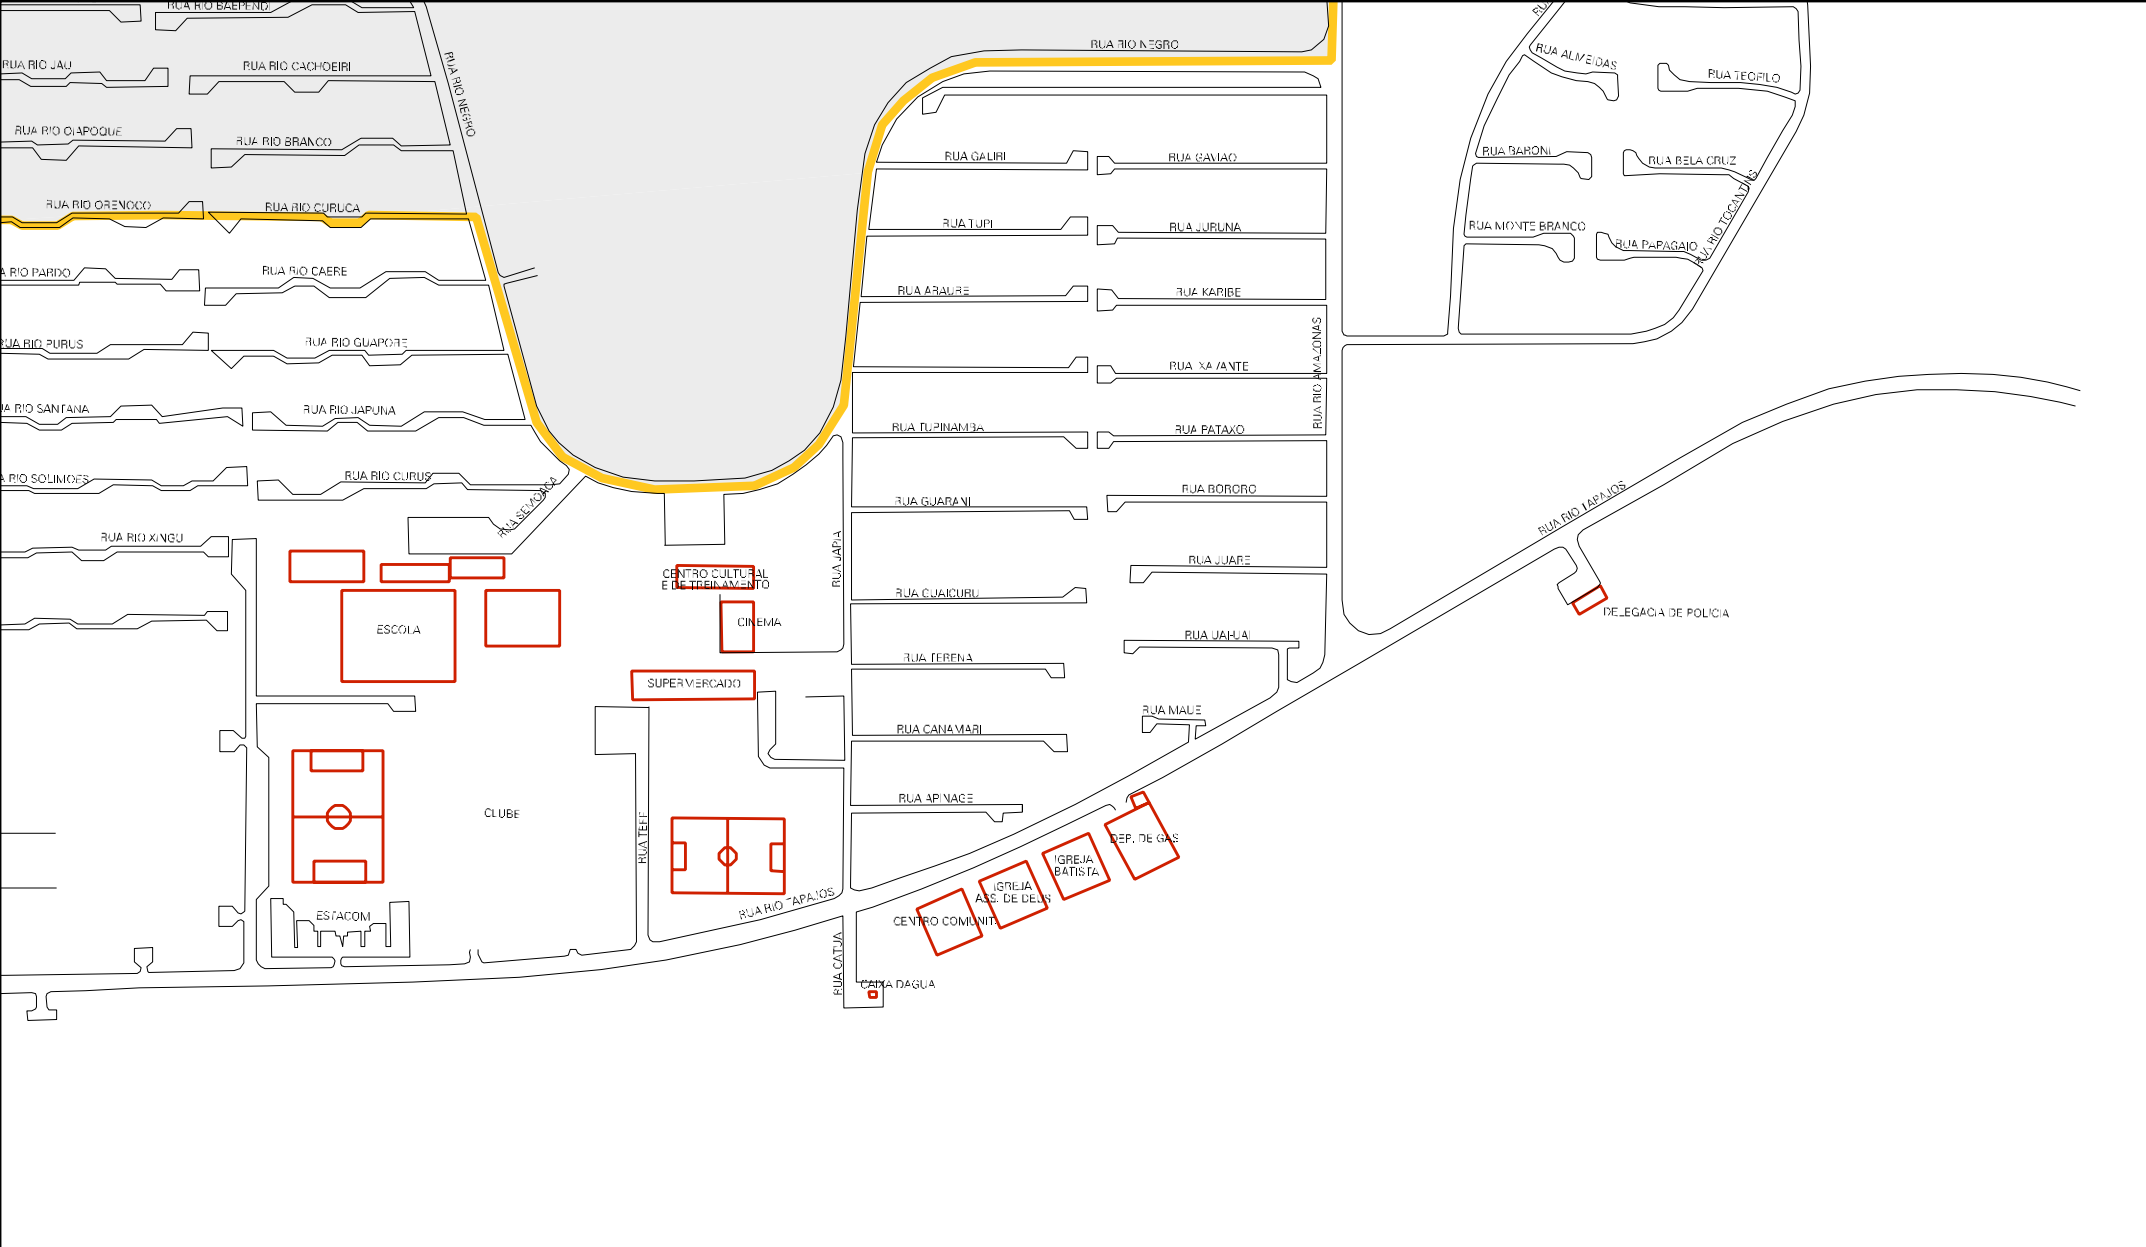 RUA RIO BAEPENDI
RUA RIO JAU
RUA RIO CACHOEIRI
RUA RIO NEGRO
RUA RIO NEGRO
RUA ALMEIDAS
RUA TEOFILO
RUA RIO OIAPOQUE
RUA RIO BRANCO
RUA GALIRI
RUA GAVIAO
RUA BARONI
RUA BELA CRUZ
RUA RIO ORENOCO
RUA RIO CURUCA
RUA TUPI
RUA JURUNA
RUA MONTE BRANCO
RUA PAPAGAIO
RUA RIO TOCANTINS
A RIO PARDO
RUA RIO CAERE
RUA ARAURE
RUA KARIBE
RUA RIO PURUS
RUA RIO GUAPORE
RUA XAVANTE
RUA RIO AMAZONAS
UA RIO SANTANA
RUA RIO JAPUNA
RUA TUPINAMBA
RUA PATAXO
A RIO SOLIMOES
RUA RIO CURUS
RUA SEMOACA
RUA GUARANI
RUA BORORO
RUA RIO TAPAJOS
RUA RIO XINGU
RUA JAPIA
RUA JUARE
CENTRO CULTURAL
E DE TREINAMENTO
RUA GUAICURU
DELEGACIA DE POLICIA
ESCOLA
CINEMA
RUA UAI-UAI
RUA TERENA
SUPERMERCADO
RUA MAUE
RUA CANAMARI
RUA APINAGE
CLUBE
RUA TEFE
DEP. DE GAS
IGREJA
BATISTA
IGREJA
ASS. DE DEUS
RUA RIO TAPAJOS
ESTACOM
CENTRO COMUNIT.
RUA CATUA
CAIXA DAGUA